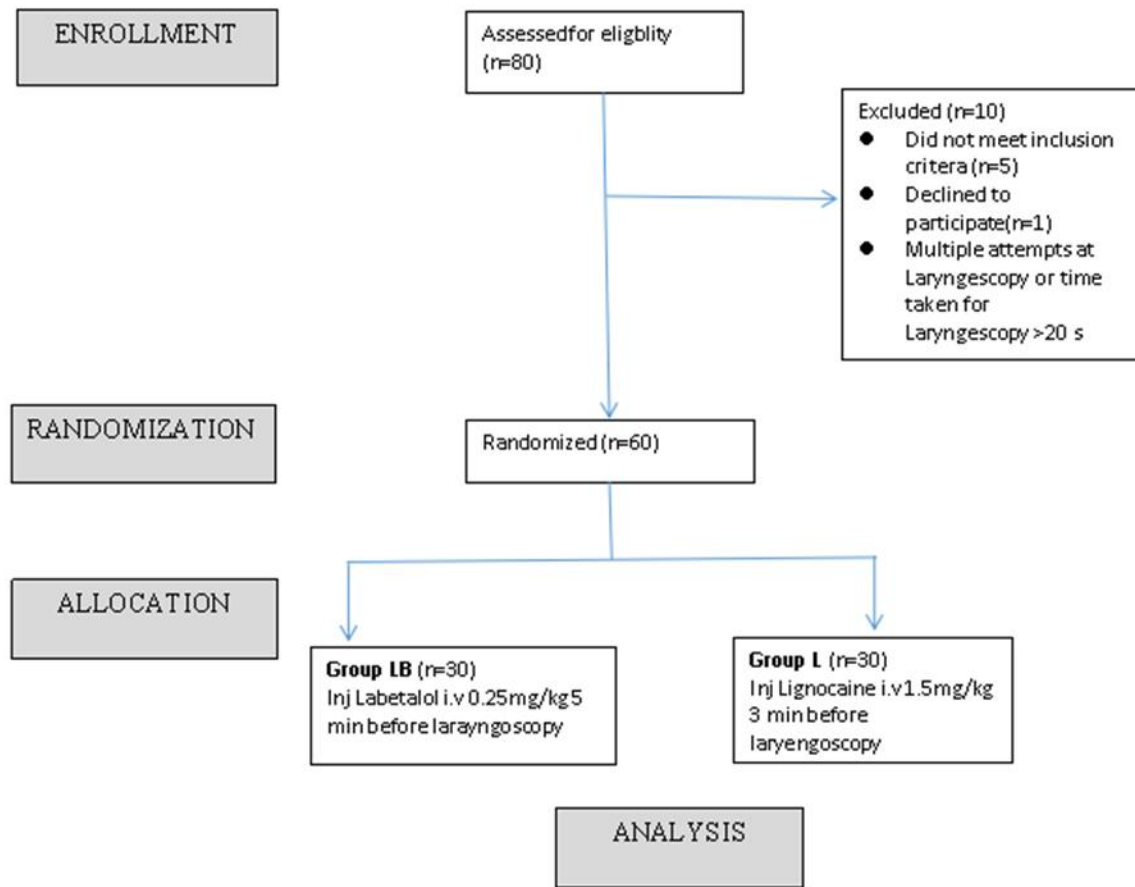 ENROLLMENT
Assessedfor eligblity
(n=80)
Excluded (n=10)
● Did not meet inclusion
critera (n=5)
● Declined to
participate(n=1)
● Multiple attempts at
Laryngescopy or time
taken for
Laryngescopy >20 s
RANDOMIZATION
Randomized (n=60)
ALLOCATION
Group LB (n=30)
Inj Labetalol i.v 0.25mg/kg 5
min before larayngoscopy
Group L (n=30)
Inj Lignocaine i.v 1.5mg/kg
3 min before
laryengoscopy
ANALYSIS